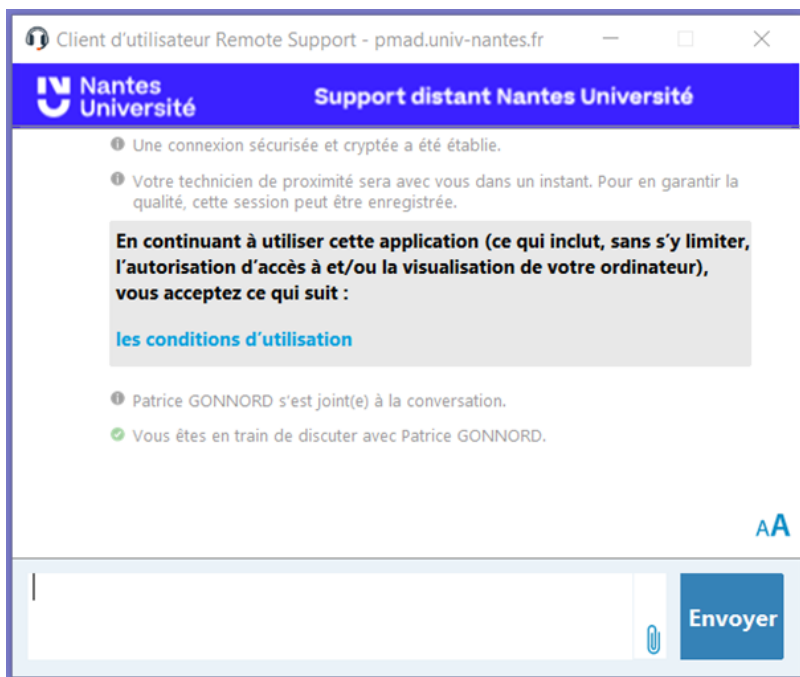 Client d'utilisateur Remote Support - pmad.univ-nantes.fr
Nantes
Université
Support distant Nantes Université
Une connexion sécurisée et cryptée a été établie.
Votre technicien de proximité sera avec vous dans un instant. Pour en garantir la
qualité, cette session peut être enregistrée.
En continuant à utiliser cette application (ce qui inclut, sans s'y limiter,
l'autorisation d'accès à et/ou la visualisation de votre ordinateur),
vous acceptez ce qui suit :
les conditions d'utilisation
Patrice GONNORD s'est joint(e) à la conversation.
Vous êtes en train de discuter avec Patrice GONNORD.
AA
Envoyer